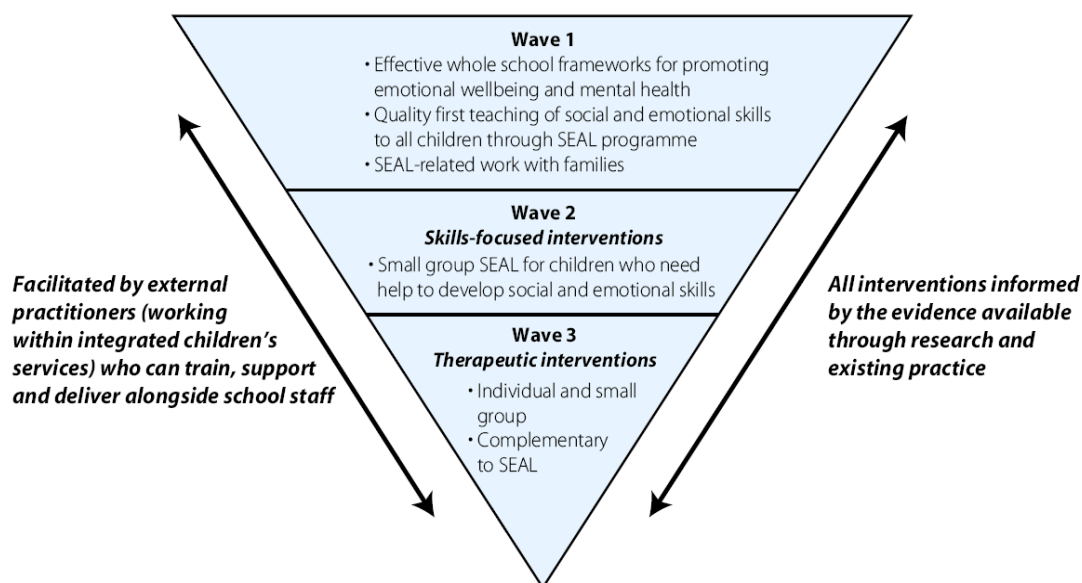 Wave 1
• Effective whole school frameworks for promoting
emotional wellbeing and mental health
• Quality first teaching of social and emotional skills
to all children through SEAL programme
• SEAL-related work with families
Wave 2
Skills-focused interventions
• Small group SEAL for children who need
help to develop social and emotional skills
Wave 3
Therapeutic interventions
• Individual and small
group
• Complementary
to SEAL
Facilitated by external
practitioners (working
within integrated children’s
services) who can train, support
and deliver alongside school staff
All interventions informed
by the evidence available
through research and
existing practice